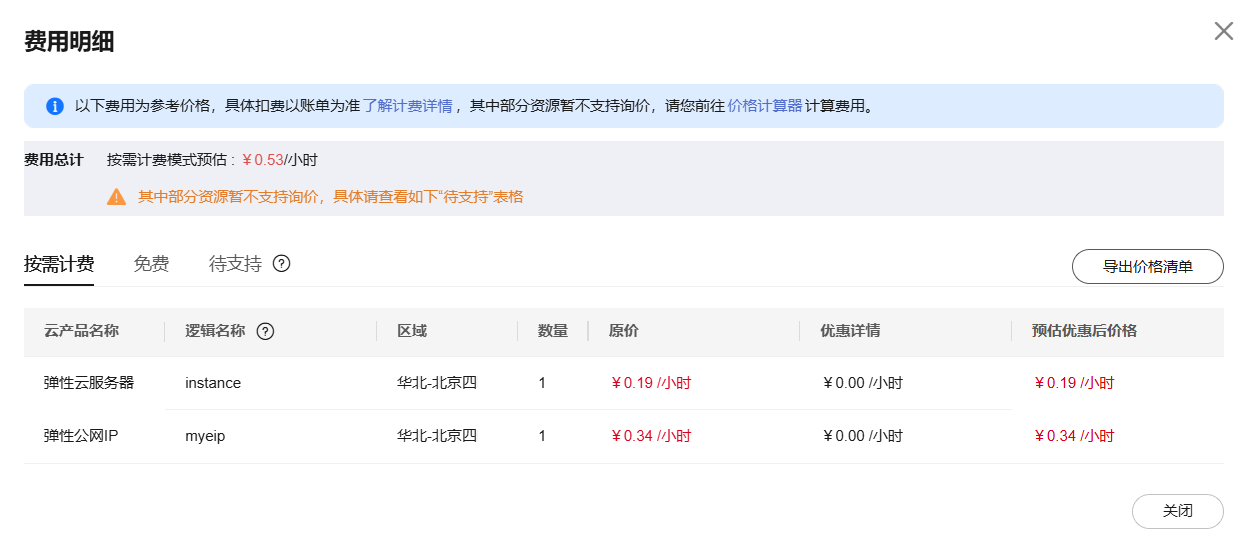 费用明细
以下费用为参考价格，具体扣费以账单为准 了解计费详情 ，其中部分资源暂不支持询价，请您前往 价格计算器 计算费用。
费用总计 按需计费模式预估 : ￥0.53/小时
其中部分资源暂不支持询价，具体请查看如下“待支持”表格
按需计费 免费 待支持 ? 导出价格清单
云产品名称 逻辑名称 ? 区域 数量 原价 优惠详情 预估优惠后价格
弹性云服务器 instance 华北-北京四 1 ￥0.19 /小时 ￥0.00 /小时 ￥0.19 /小时
弹性公网IP myeip 华北-北京四 1 ￥0.34 /小时 ￥0.00 /小时 ￥0.34 /小时
关闭